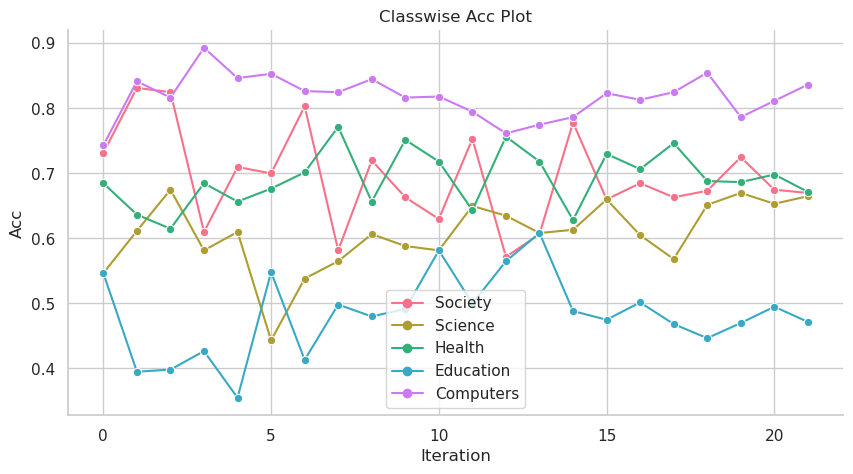 Classwise Acc Plot
Acc
0.9
0.8
0.7
0.6
0.5
0.4
Society
Science
Health
Education
Computers
0 5 10 15 20
Iteration